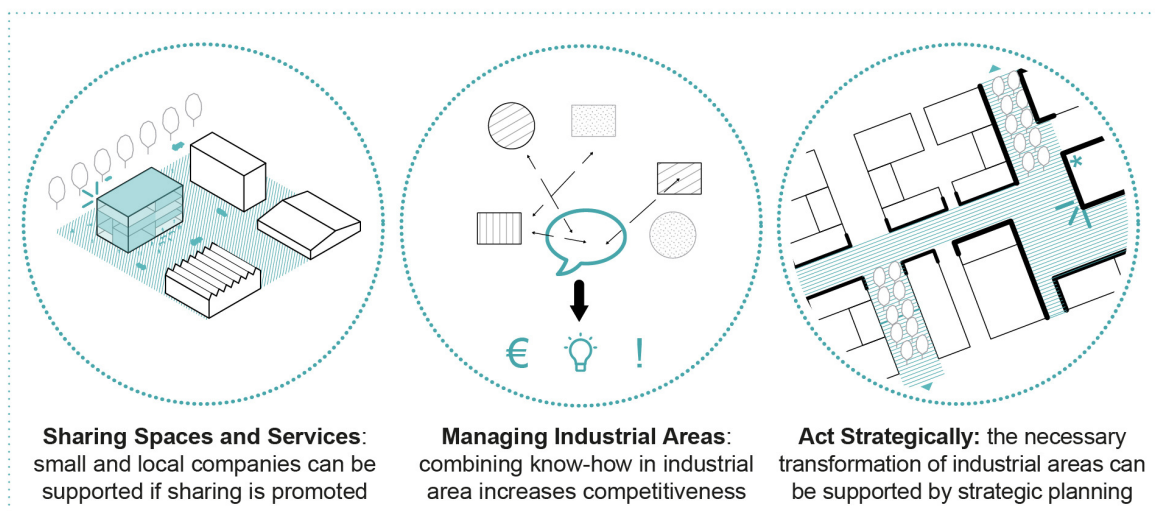 € !
*
Sharing Spaces and Services:
small and local companies can be
supported if sharing is promoted
Managing Industrial Areas:
combining know-how in industrial
area increases competitiveness
Act Strategically: the necessary
transformation of industrial areas can
be supported by strategic planning